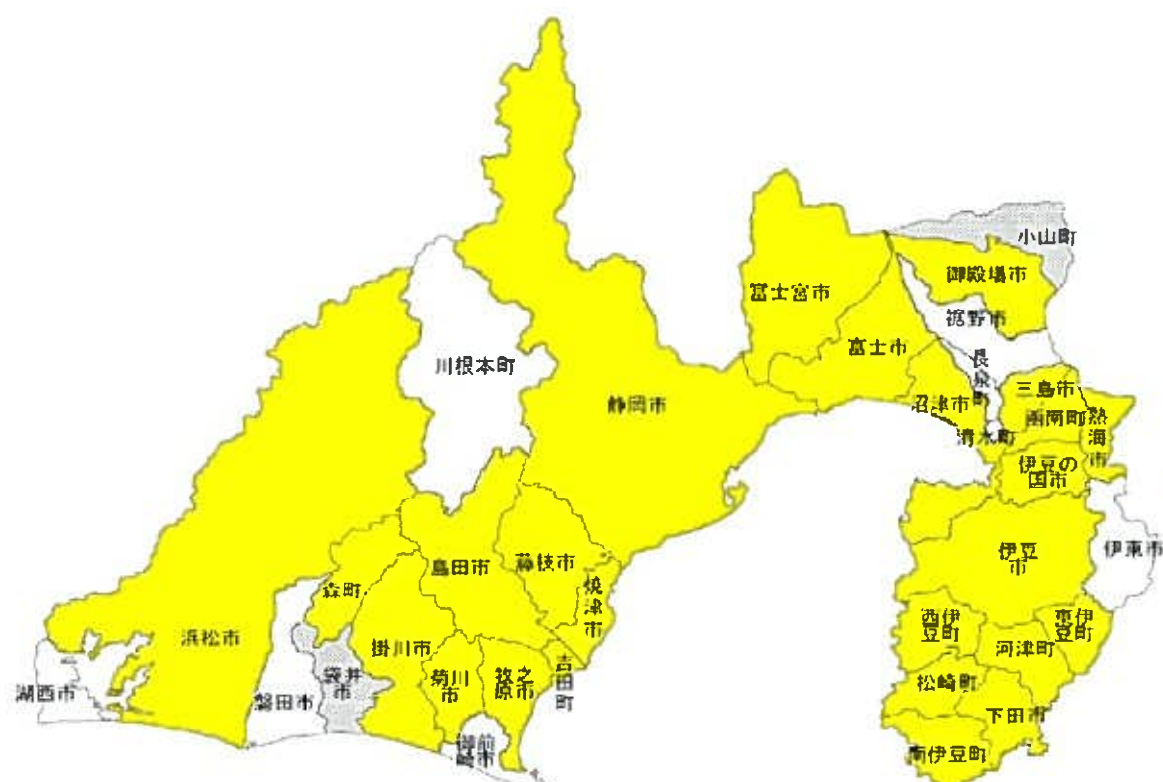 小山町
御殿場市
富士宮市
裾野市
富士市
川根本町
長泉町
三島市
静岡市
沼津市
函南町
熱海市
清水町
伊豆の
国市
伊東市
伊豆
市
藤枝市
島田市
焼津市
森町
西伊
豆町
東伊
豆町
浜松市
掛川市
河津町
菊川
市
牧之
原市
吉田町
袋井
市
湖西市
磐田市
松崎町
下田市
御前
崎市
南伊豆町